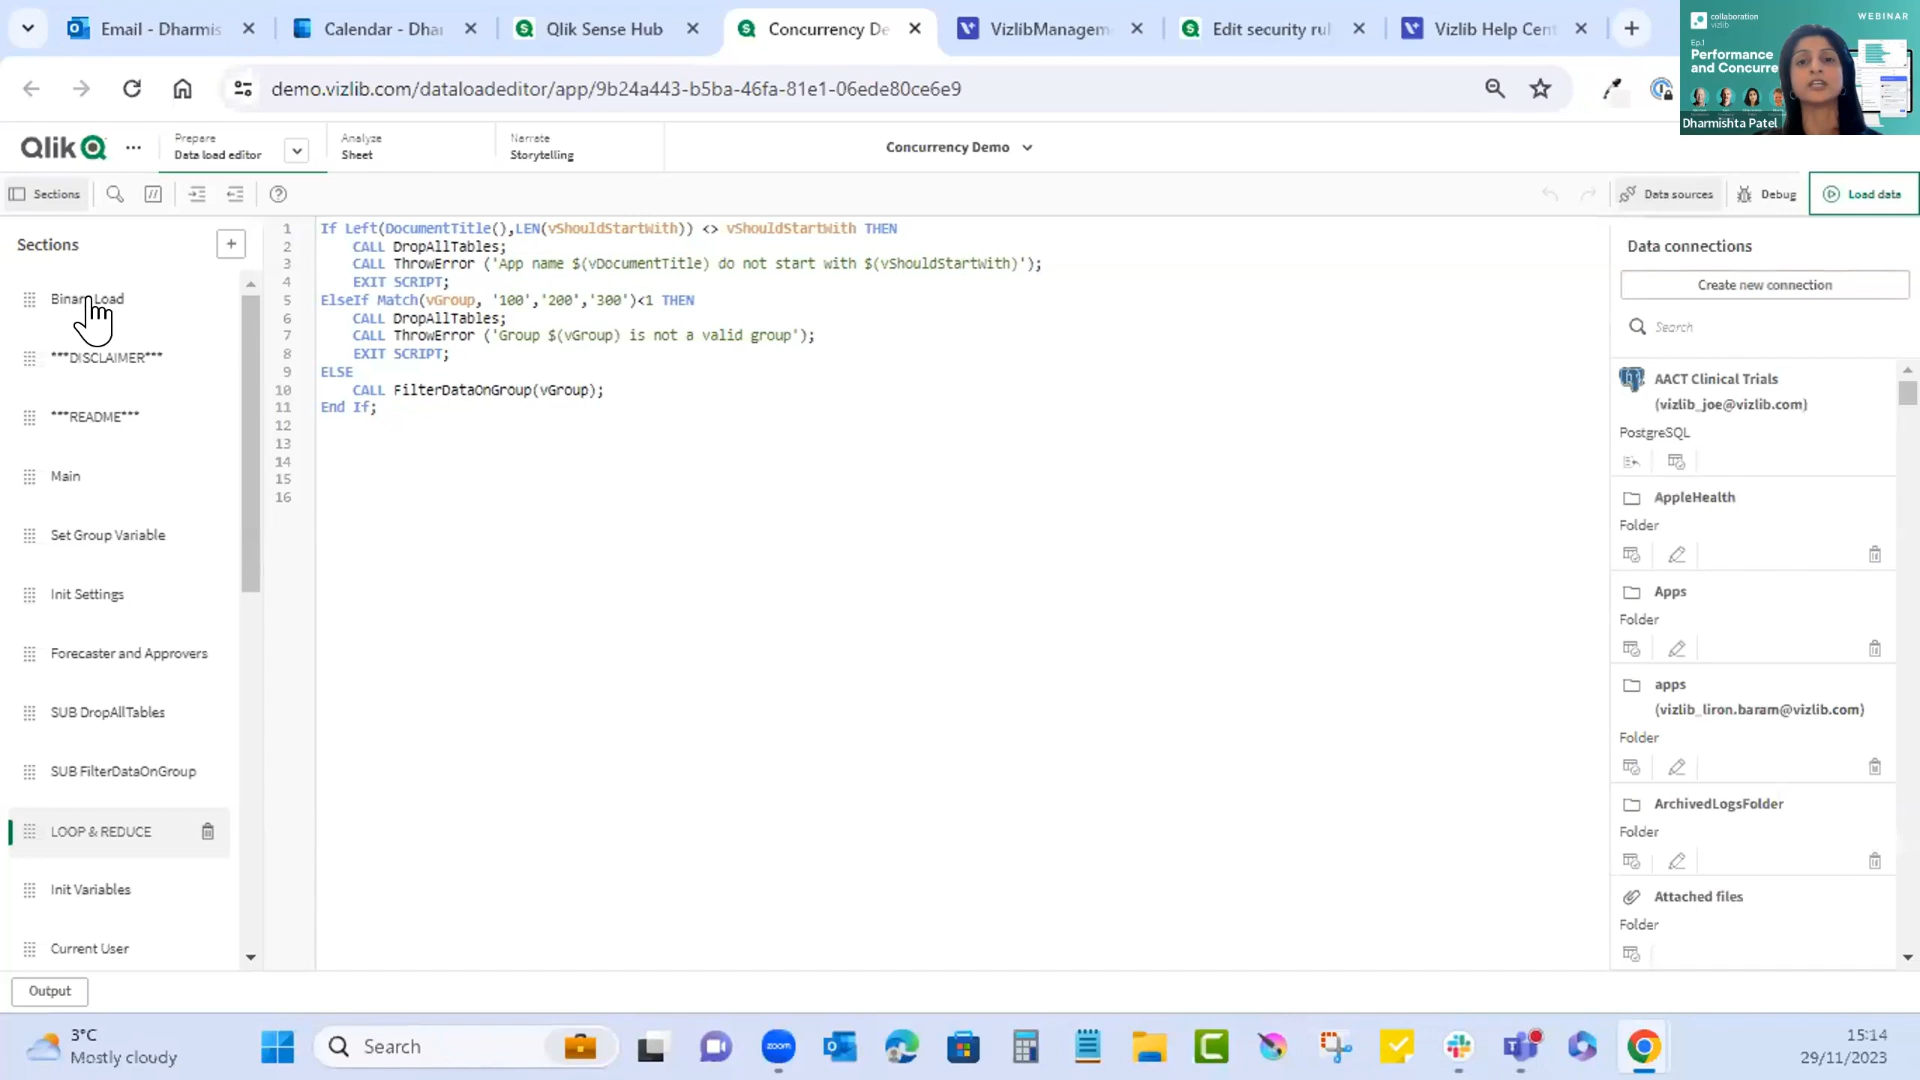 Email - Dharmis
Calendar - Dhar
Qlik Sense Hub
Concurrency De
VizlibManagem
Edit security rul
Vizlib Help Cent
demo.vizlib.com/dataloadeditor/app/9b24a443-b5ba-46fa-81e1-06ede80ce6e9
collaboration
vizlib
WEBINAR
Ep.1
Performance
and Concurre
Dharmishta Patel
Qlik
Prepare
Data load editor
Analyze
Sheet
Narrate
Storytelling
Concurrency Demo
Sections
Data sources
Debug
Load data
Sections
Binary Load
***DISCLAIMER***
***README***
Main
Set Group Variable
Init Settings
Forecaster and Approvers
SUB DropAllTables
SUB FilterDataOnGroup
LOOP & REDUCE
Init Variables
Current User
1 If Left(DocumentTitle(),LEN(vShouldStartWith)) <> vShouldStartWith THEN
2 CALL DropAllTables;
3 CALL ThrowError ('App name $(vDocumentTitle) do not start with $(vShouldStartWith)');
4 EXIT SCRIPT;
5 ElseIf Match(vGroup, '100','200','300')<1 THEN
6 CALL DropAllTables;
7 CALL ThrowError ('Group $(vGroup) is not a valid group');
8 EXIT SCRIPT;
9 ELSE
10 CALL FilterDataOnGroup(vGroup);
11 End If;
12
13
14
15
16
Data connections
Create new connection
Search
AACT Clinical Trials
(vizlib_joe@vizlib.com)
PostgreSQL
AppleHealth
Folder
Apps
Folder
apps
(vizlib_liron.baram@vizlib.com)
Folder
ArchivedLogsFolder
Folder
Attached files
Folder
Output
3°C
Mostly cloudy
Search
zoom
15:14
29/11/2023